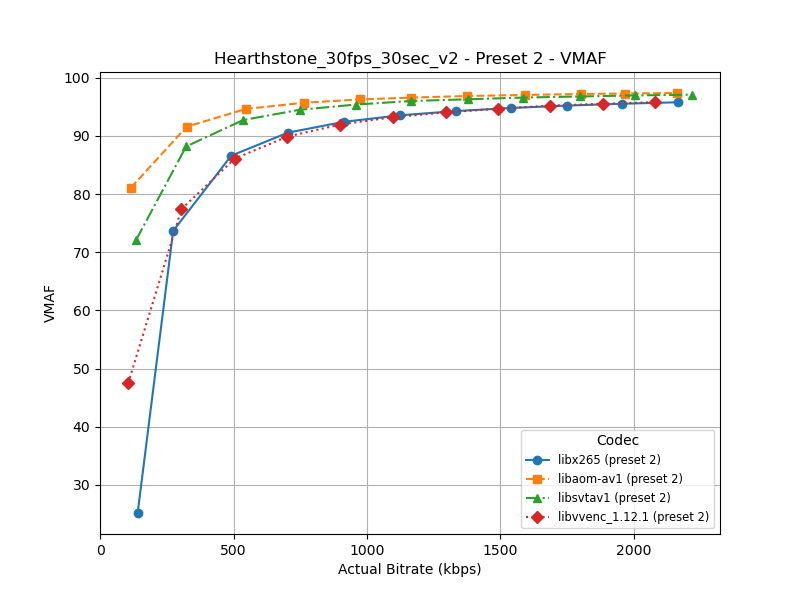 Hearthstone_30fps_30sec_v2 - Preset 2 - VMAF
100
90
80
70
60
50
40
30
VMAF
0
500
1000
1500
2000
Actual Bitrate (kbps)
Codec
libx265 (preset 2)
libaom-av1 (preset 2)
libsvtav1 (preset 2)
libvvenc_1.12.1 (preset 2)